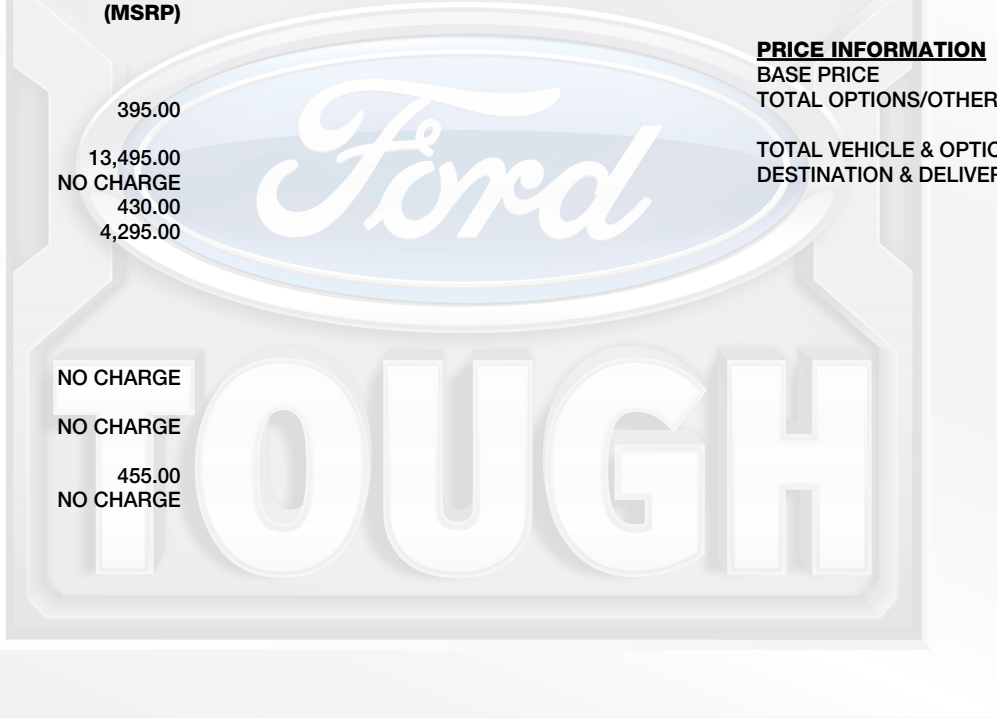 (MSRP)
395.00
13,495.00
NO CHARGE
430.00
4,295.00
NO CHARGE
NO CHARGE
455.00
NO CHARGE
PRICE INFORMATION
BASE PRICE
TOTAL OPTIONS/OTHER
TOTAL VEHICLE & OPTIO
DESTINATION & DELIVER
Ford
TOUGH